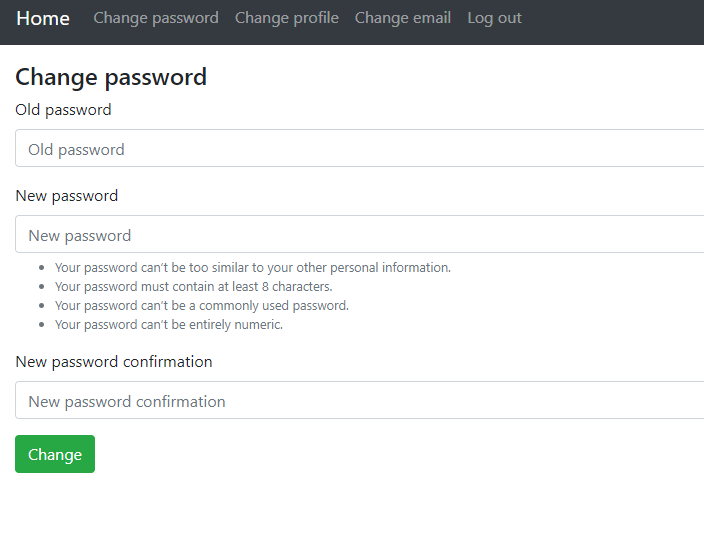 Home Change password Change profile Change email Log out
Change password
Old password
Old password
New password
New password
Your password can't be too similar to your other personal information.
Your password must contain at least 8 characters.
Your password can't be a commonly used password.
Your password can't be entirely numeric.
New password confirmation
New password confirmation
Change